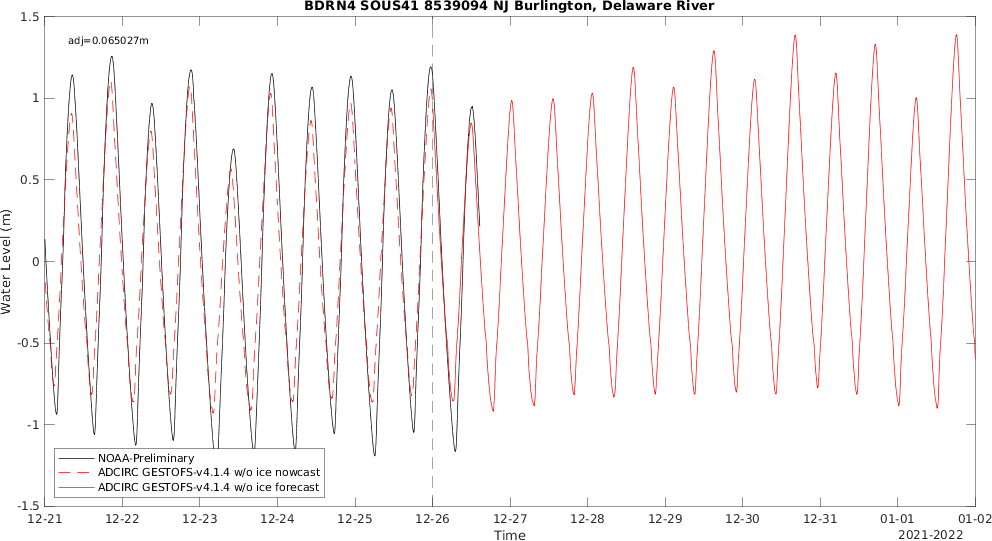 BDRN4 SOUS41 8539094 NJ Burlington, Delaware River
1.5
adj=0.065027m
1
0.5
0
-0.5
-1
-1.5
Water Level (m)
NOAA-Preliminary
ADCIRC GESTOFS-v4.1.4 w/o ice nowcast
ADCIRC GESTOFS-v4.1.4 w/o ice forecast
12-21 12-22 12-23 12-24 12-25 12-26 12-27 12-28 12-29 12-30 12-31 01-01 01-02
Time
2021-2022